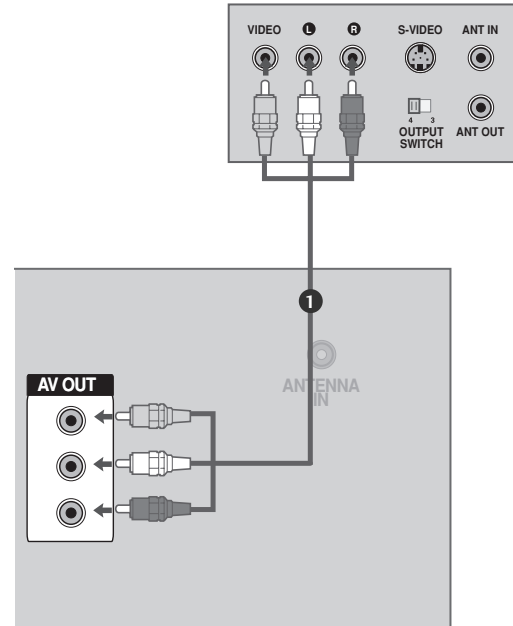 VIDEO L R S-VIDEO ANT IN
4 3
OUTPUT SWITCH ANT OUT
1
ANTENNA
IN
AV OUT